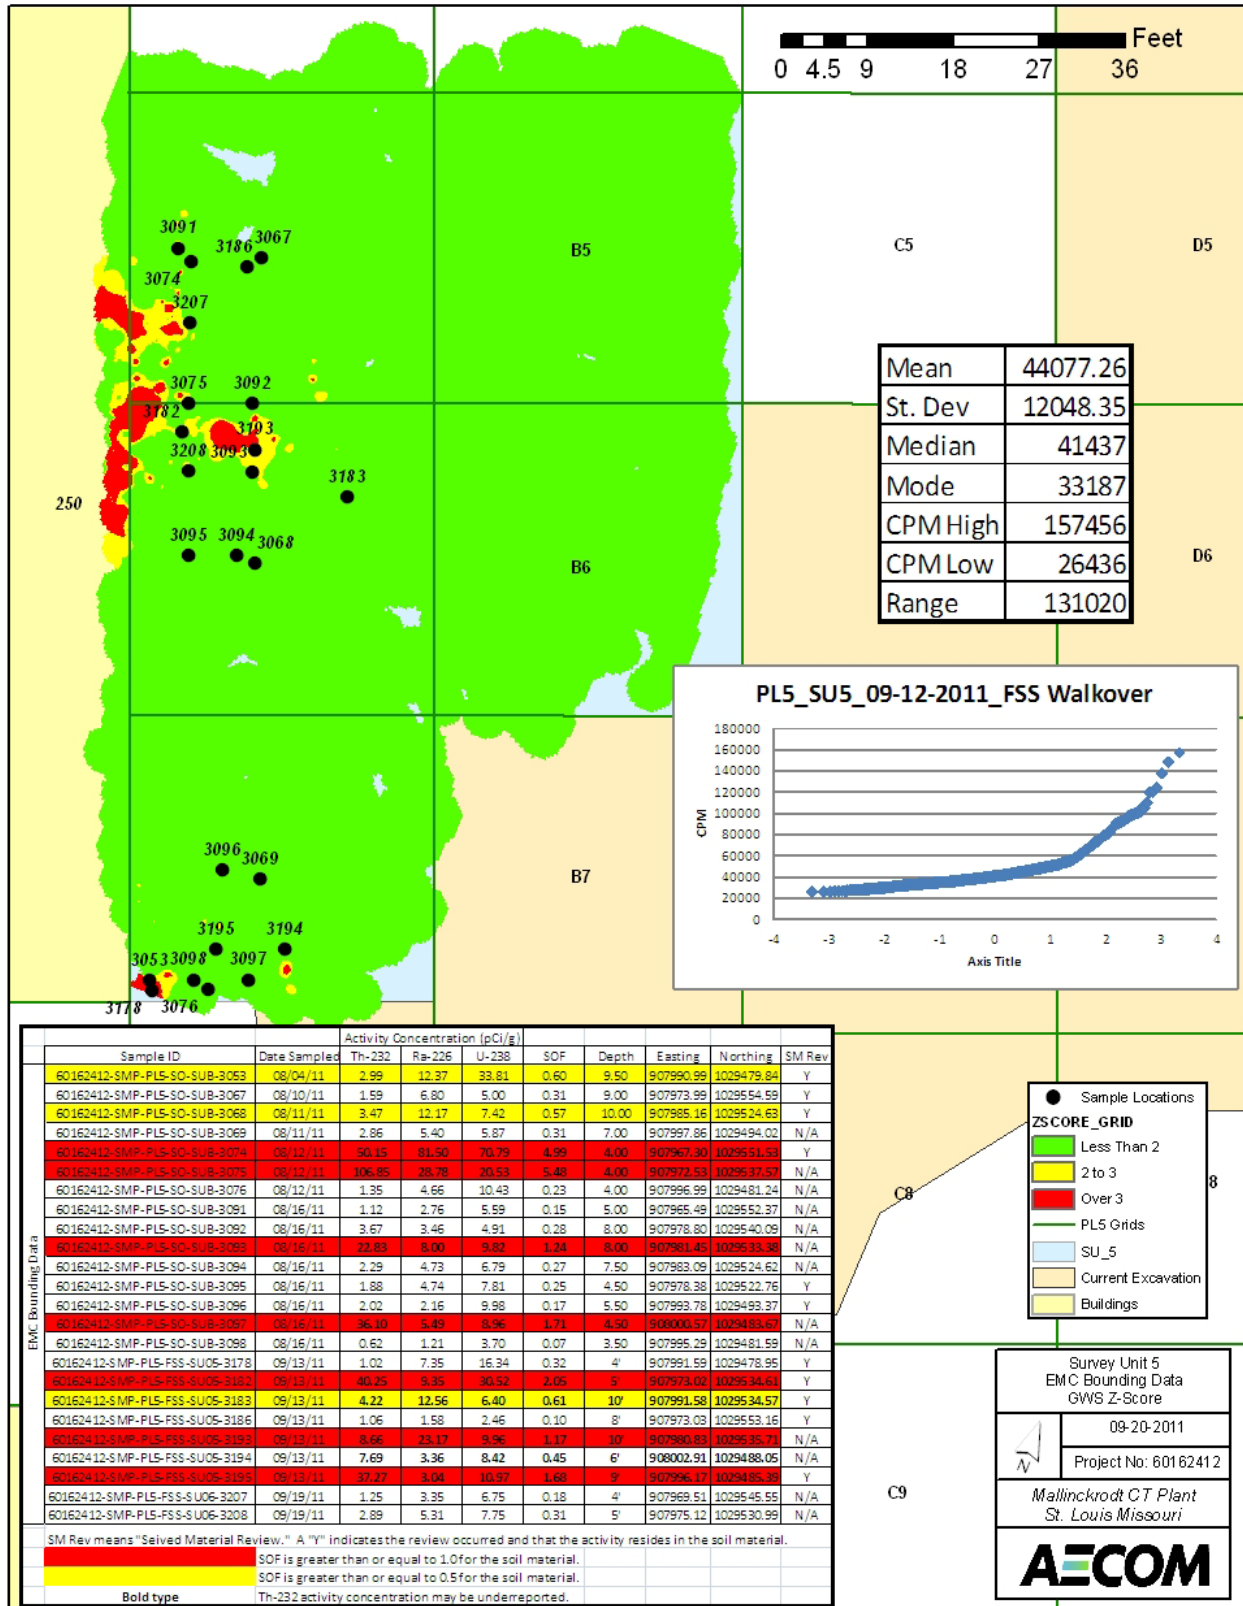 Feet
0 4.5 9 18 27 36
3091
3186 3067
3074
3207
B5
C5
D5
3075 3092
3182
3193
3208 3093
3183
250
3095 3094 3068
B6
D6
Mean 44077.26
St. Dev 12048.35
Median 41437
Mode 33187
CPM High 157456
CPM Low 26436
Range 131020
PL5_SU5_09-12-2011_FSS Walkover
180000
160000
140000
120000
100000
80000
60000
40000
20000
0
CPM
-4 -3 -2 -1 0 1 2 3 4
Axis Title
3096 3069
B7
3195 3194
3053 3098 3097
3178 3076
EMC Bounding Data
Activity Concentration (pCi/g)
Sample ID Date Sampled Th-232 Ra-226 U-238 SOF Depth Easting Northing SM Rev
60162412-SMP-PL5-SO-SUB-3053 08/04/11 2.99 12.37 33.81 0.60 9.50 907990.99 1029479.84 Y
60162412-SMP-PL5-SO-SUB-3067 08/10/11 1.59 6.80 5.00 0.31 9.00 907973.99 1029554.59 Y
60162412-SMP-PL5-SO-SUB-3068 08/11/11 3.47 12.17 7.42 0.57 10.00 907985.16 1029524.63 Y
60162412-SMP-PL5-SO-SUB-3069 08/11/11 2.86 5.40 5.87 0.31 7.00 907997.86 1029494.02 N/A
60162412-SMP-PL5-SO-SUB-3074 08/12/11 50.15 81.50 70.79 4.99 4.00 907967.30 1029551.53 Y
60162412-SMP-PL5-SO-SUB-3075 08/12/11 106.85 28.78 20.53 5.48 4.00 907972.53 1029537.57 N/A
60162412-SMP-PL5-SO-SUB-3076 08/12/11 1.35 4.66 10.43 0.23 4.00 907996.99 1029481.24 N/A
60162412-SMP-PL5-SO-SUB-3091 08/16/11 1.12 2.76 5.59 0.15 5.00 907965.49 1029552.37 N/A
60162412-SMP-PL5-SO-SUB-3092 08/16/11 3.67 3.46 4.91 0.28 8.00 907978.80 1029540.09 N/A
60162412-SMP-PL5-SO-SUB-3093 08/16/11 22.83 8.00 9.82 1.24 8.00 907981.45 1029533.38 N/A
60162412-SMP-PL5-SO-SUB-3094 08/16/11 2.29 4.73 6.79 0.27 7.50 907983.09 1029524.62 N/A
60162412-SMP-PL5-SO-SUB-3095 08/16/11 1.88 4.74 7.81 0.25 4.50 907978.38 1029522.76 Y
60162412-SMP-PL5-SO-SUB-3096 08/16/11 2.02 2.16 9.98 0.17 5.50 907993.78 1029493.37 Y
60162412-SMP-PL5-SO-SUB-3097 08/16/11 36.10 5.49 8.96 1.71 4.50 908000.57 1029483.67 N/A
60162412-SMP-PL5-SO-SUB-3098 08/16/11 0.62 1.21 3.70 0.07 3.50 907995.29 1029481.59 N/A
60162412-SMP-PL5-FSS-SU05-3178 09/13/11 1.02 7.35 16.34 0.32 4' 907991.59 1029478.95 Y
60162412-SMP-PL5-FSS-SU05-3182 09/13/11 40.25 9.35 30.52 2.05 5' 907973.02 1029534.61 Y
60162412-SMP-PL5-FSS-SU05-3183 09/13/11 4.22 12.56 6.40 0.61 10' 907991.58 1029534.57 Y
60162412-SMP-PL5-FSS-SU05-3186 09/13/11 1.06 1.58 2.46 0.10 8' 907973.03 1029553.16 Y
60162412-SMP-PL5-FSS-SU05-3193 09/13/11 8.66 23.17 9.96 1.17 10' 907980.83 1029535.71 N/A
60162412-SMP-PL5-FSS-SU05-3194 09/13/11 7.69 3.36 8.42 0.45 6' 908002.91 1029488.05 N/A
60162412-SMP-PL5-FSS-SU05-3195 09/13/11 37.27 3.04 10.97 1.68 9' 907996.17 1029485.39 Y
60162412-SMP-PL5-FSS-SU06-3207 09/19/11 1.25 3.35 6.75 0.18 4' 907969.51 1029545.55 N/A
60162412-SMP-PL5-FSS-SU06-3208 09/19/11 2.89 5.31 7.75 0.31 5' 907975.12 1029530.99 N/A
SM Rev means "Seived Material Review." A "Y" indicates the review occurred and that the activity resides in the soil material.
SOF is greater than or equal to 1.0 for the soil material.
SOF is greater than or equal to 0.5 for the soil material.
Bold type Th-232 activity concentration may be underreported.
Sample Locations
ZSCORE_GRID
Less Than 2
2 to 3
Over 3
PL5 Grids
SU_5
Current Excavation
Buildings
C8
8
C9
Survey Unit 5
EMC Bounding Data
GWS Z-Score
N
09-20-2011
Project No: 60162412
Mallinckrodt CT Plant
St. Louis Missouri
AECOM